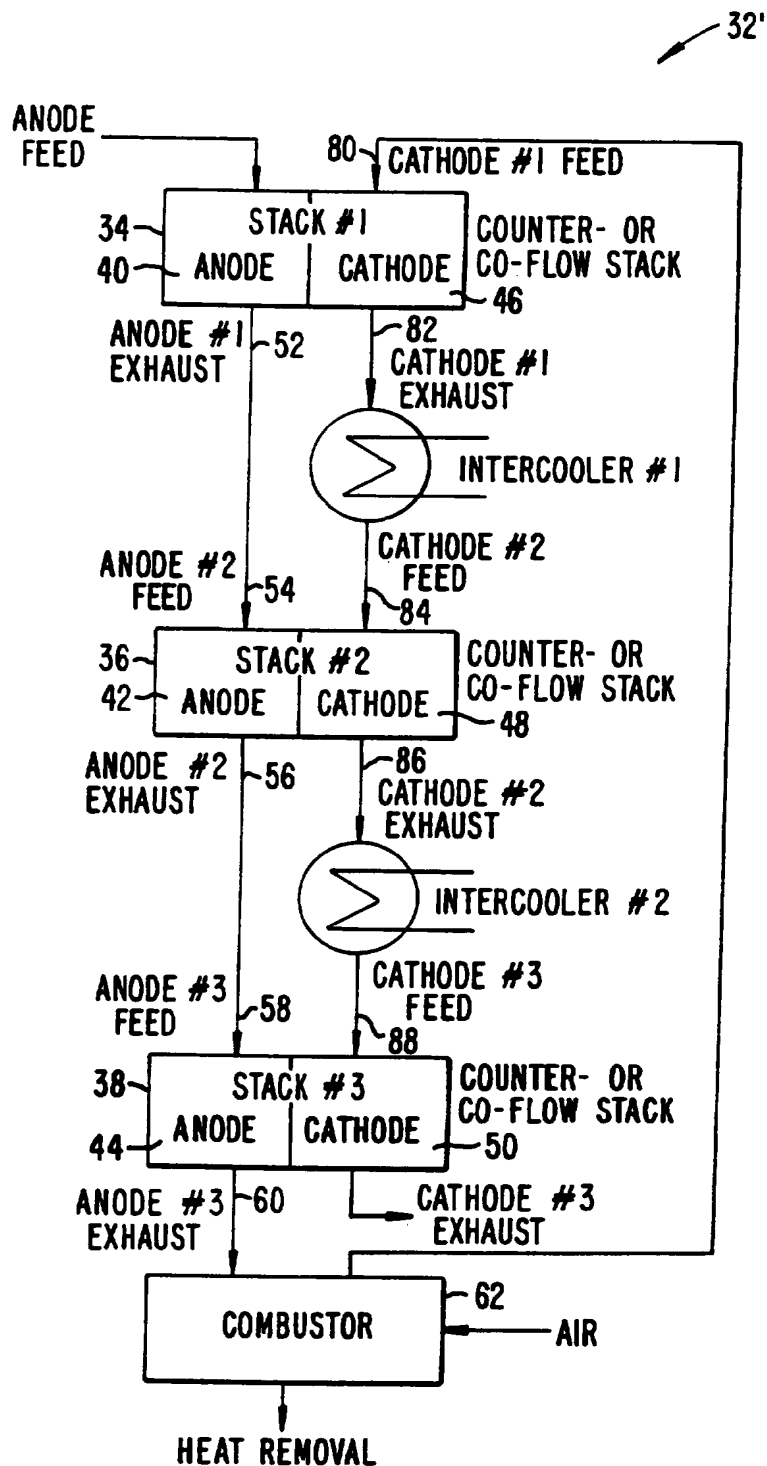 32'
ANODE
FEED
80
CATHODE #1 FEED
34
STACK #1
COUNTER- OR
CO-FLOW STACK
40
ANODE
CATHODE
46
ANODE #1
EXHAUST
52
82
CATHODE #1
EXHAUST
INTERCOOLER #1
ANODE #2
FEED
54
CATHODE #2
FEED
84
36
STACK #2
COUNTER- OR
CO-FLOW STACK
42
ANODE
CATHODE
48
ANODE #2
EXHAUST
56
86
CATHODE #2
EXHAUST
INTERCOOLER #2
ANODE #3
FEED
58
CATHODE #3
FEED
88
38
STACK #3
COUNTER- OR
CO-FLOW STACK
44
ANODE
CATHODE
50
ANODE #3
EXHAUST
60
CATHODE #3
EXHAUST
COMBUSTOR
62
AIR
HEAT REMOVAL